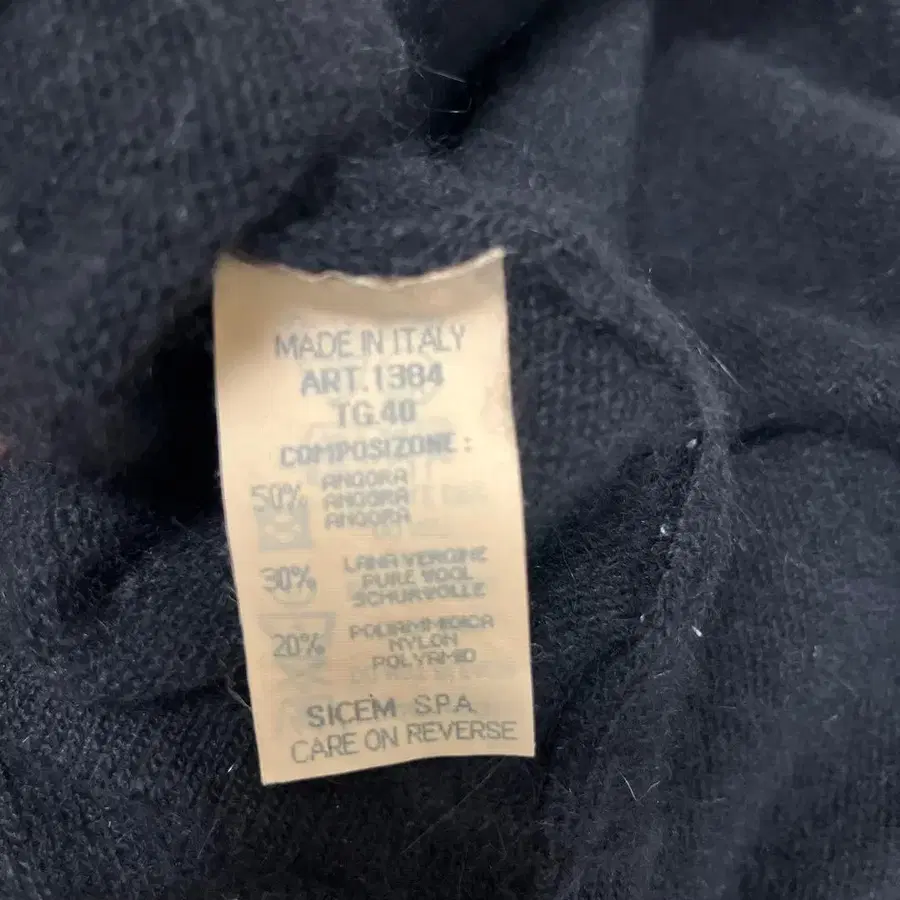 MADE IN ITALY
ART.1384
TG.40
COMPOSIZONE :
50% ANGORA
ANGORA
ANGORA
30% LANA VERGINE
PURE WOOL
SCHURWOLLE
20% POLIAMMIDICA
NYLON
POLYAMID
SICEM S.P.A.
CARE ON REVERSE